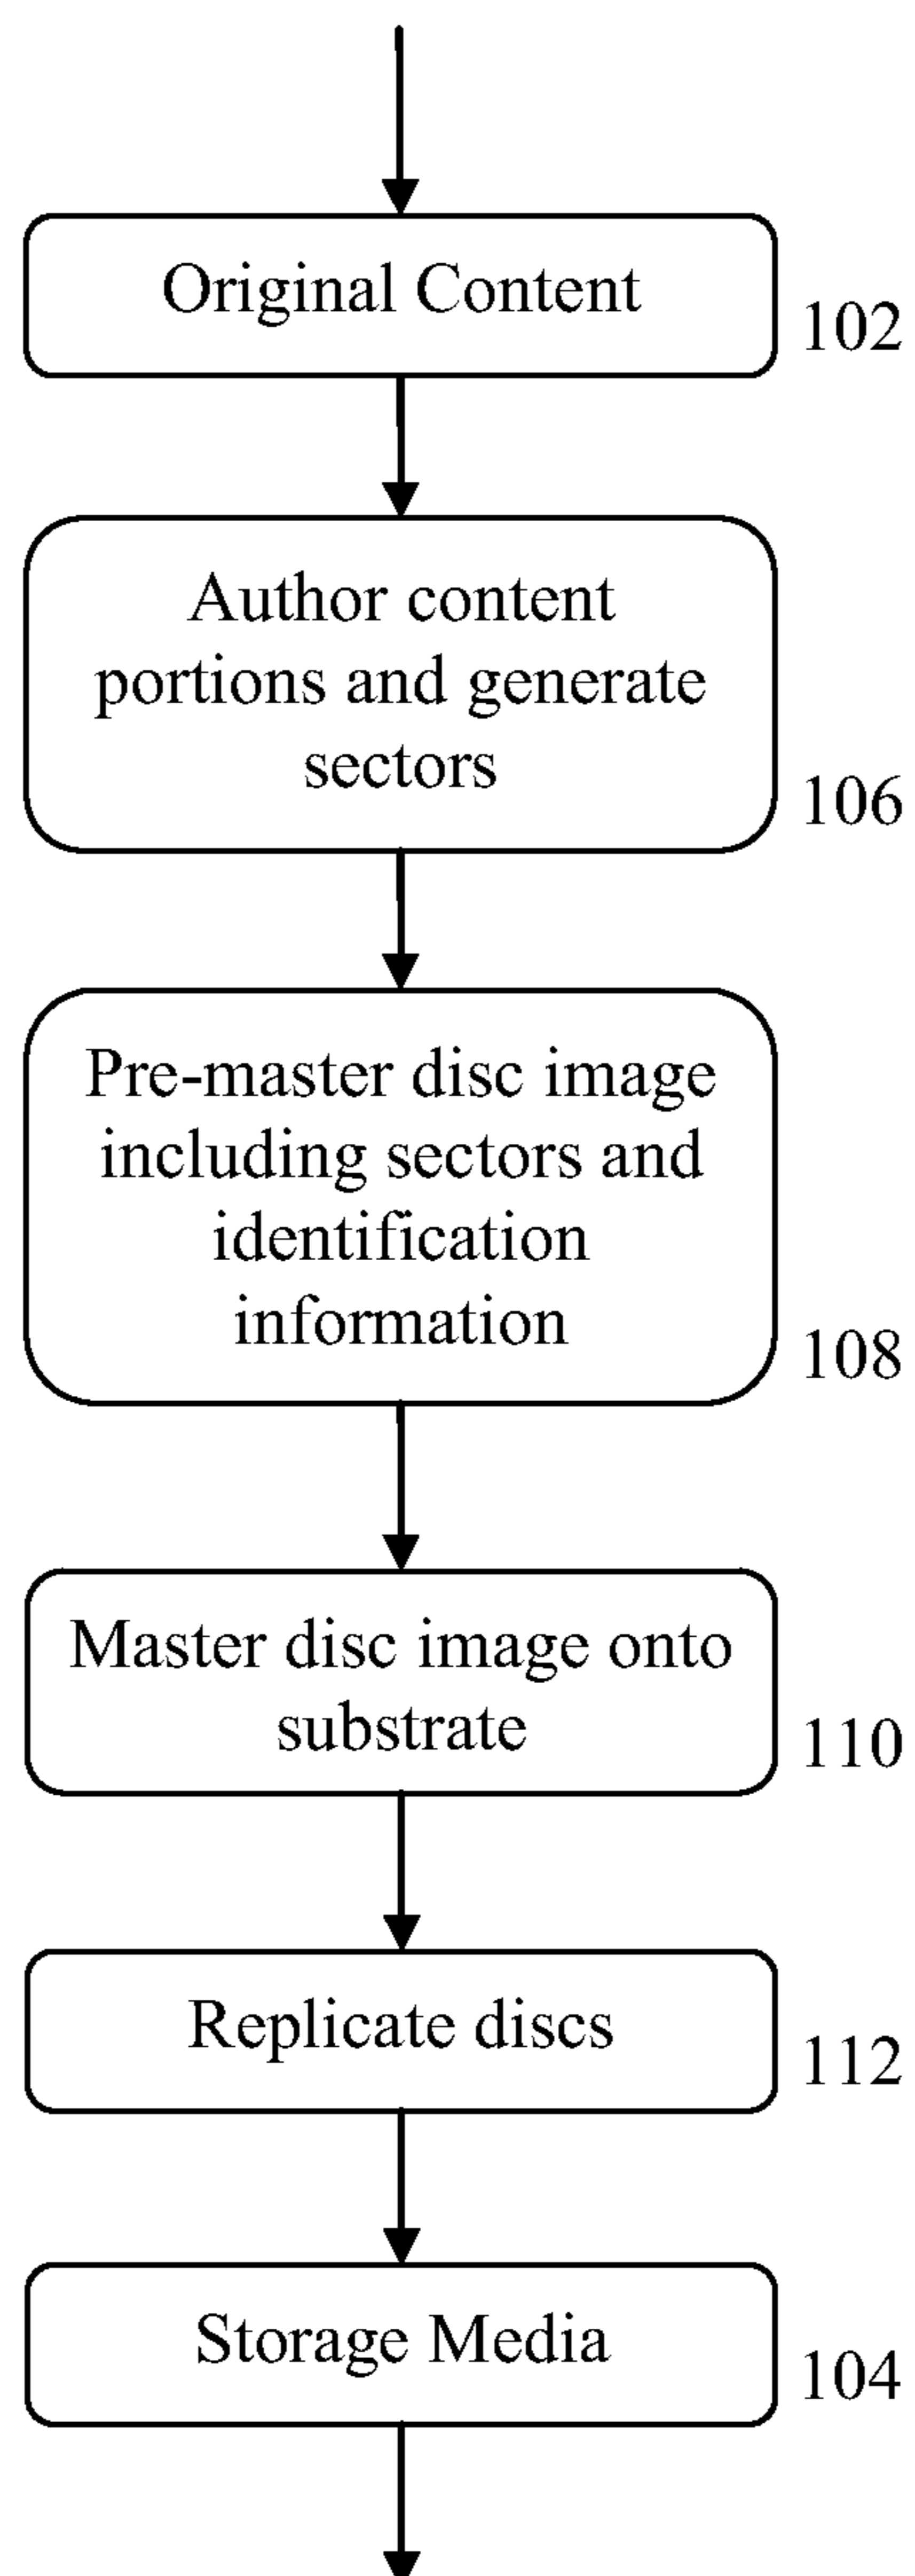 Original Content
102
Author content
portions and generate
sectors
106
Pre-master disc image
including sectors and
identification
information
108
Master disc image onto
substrate
110
Replicate discs
112
Storage Media
104